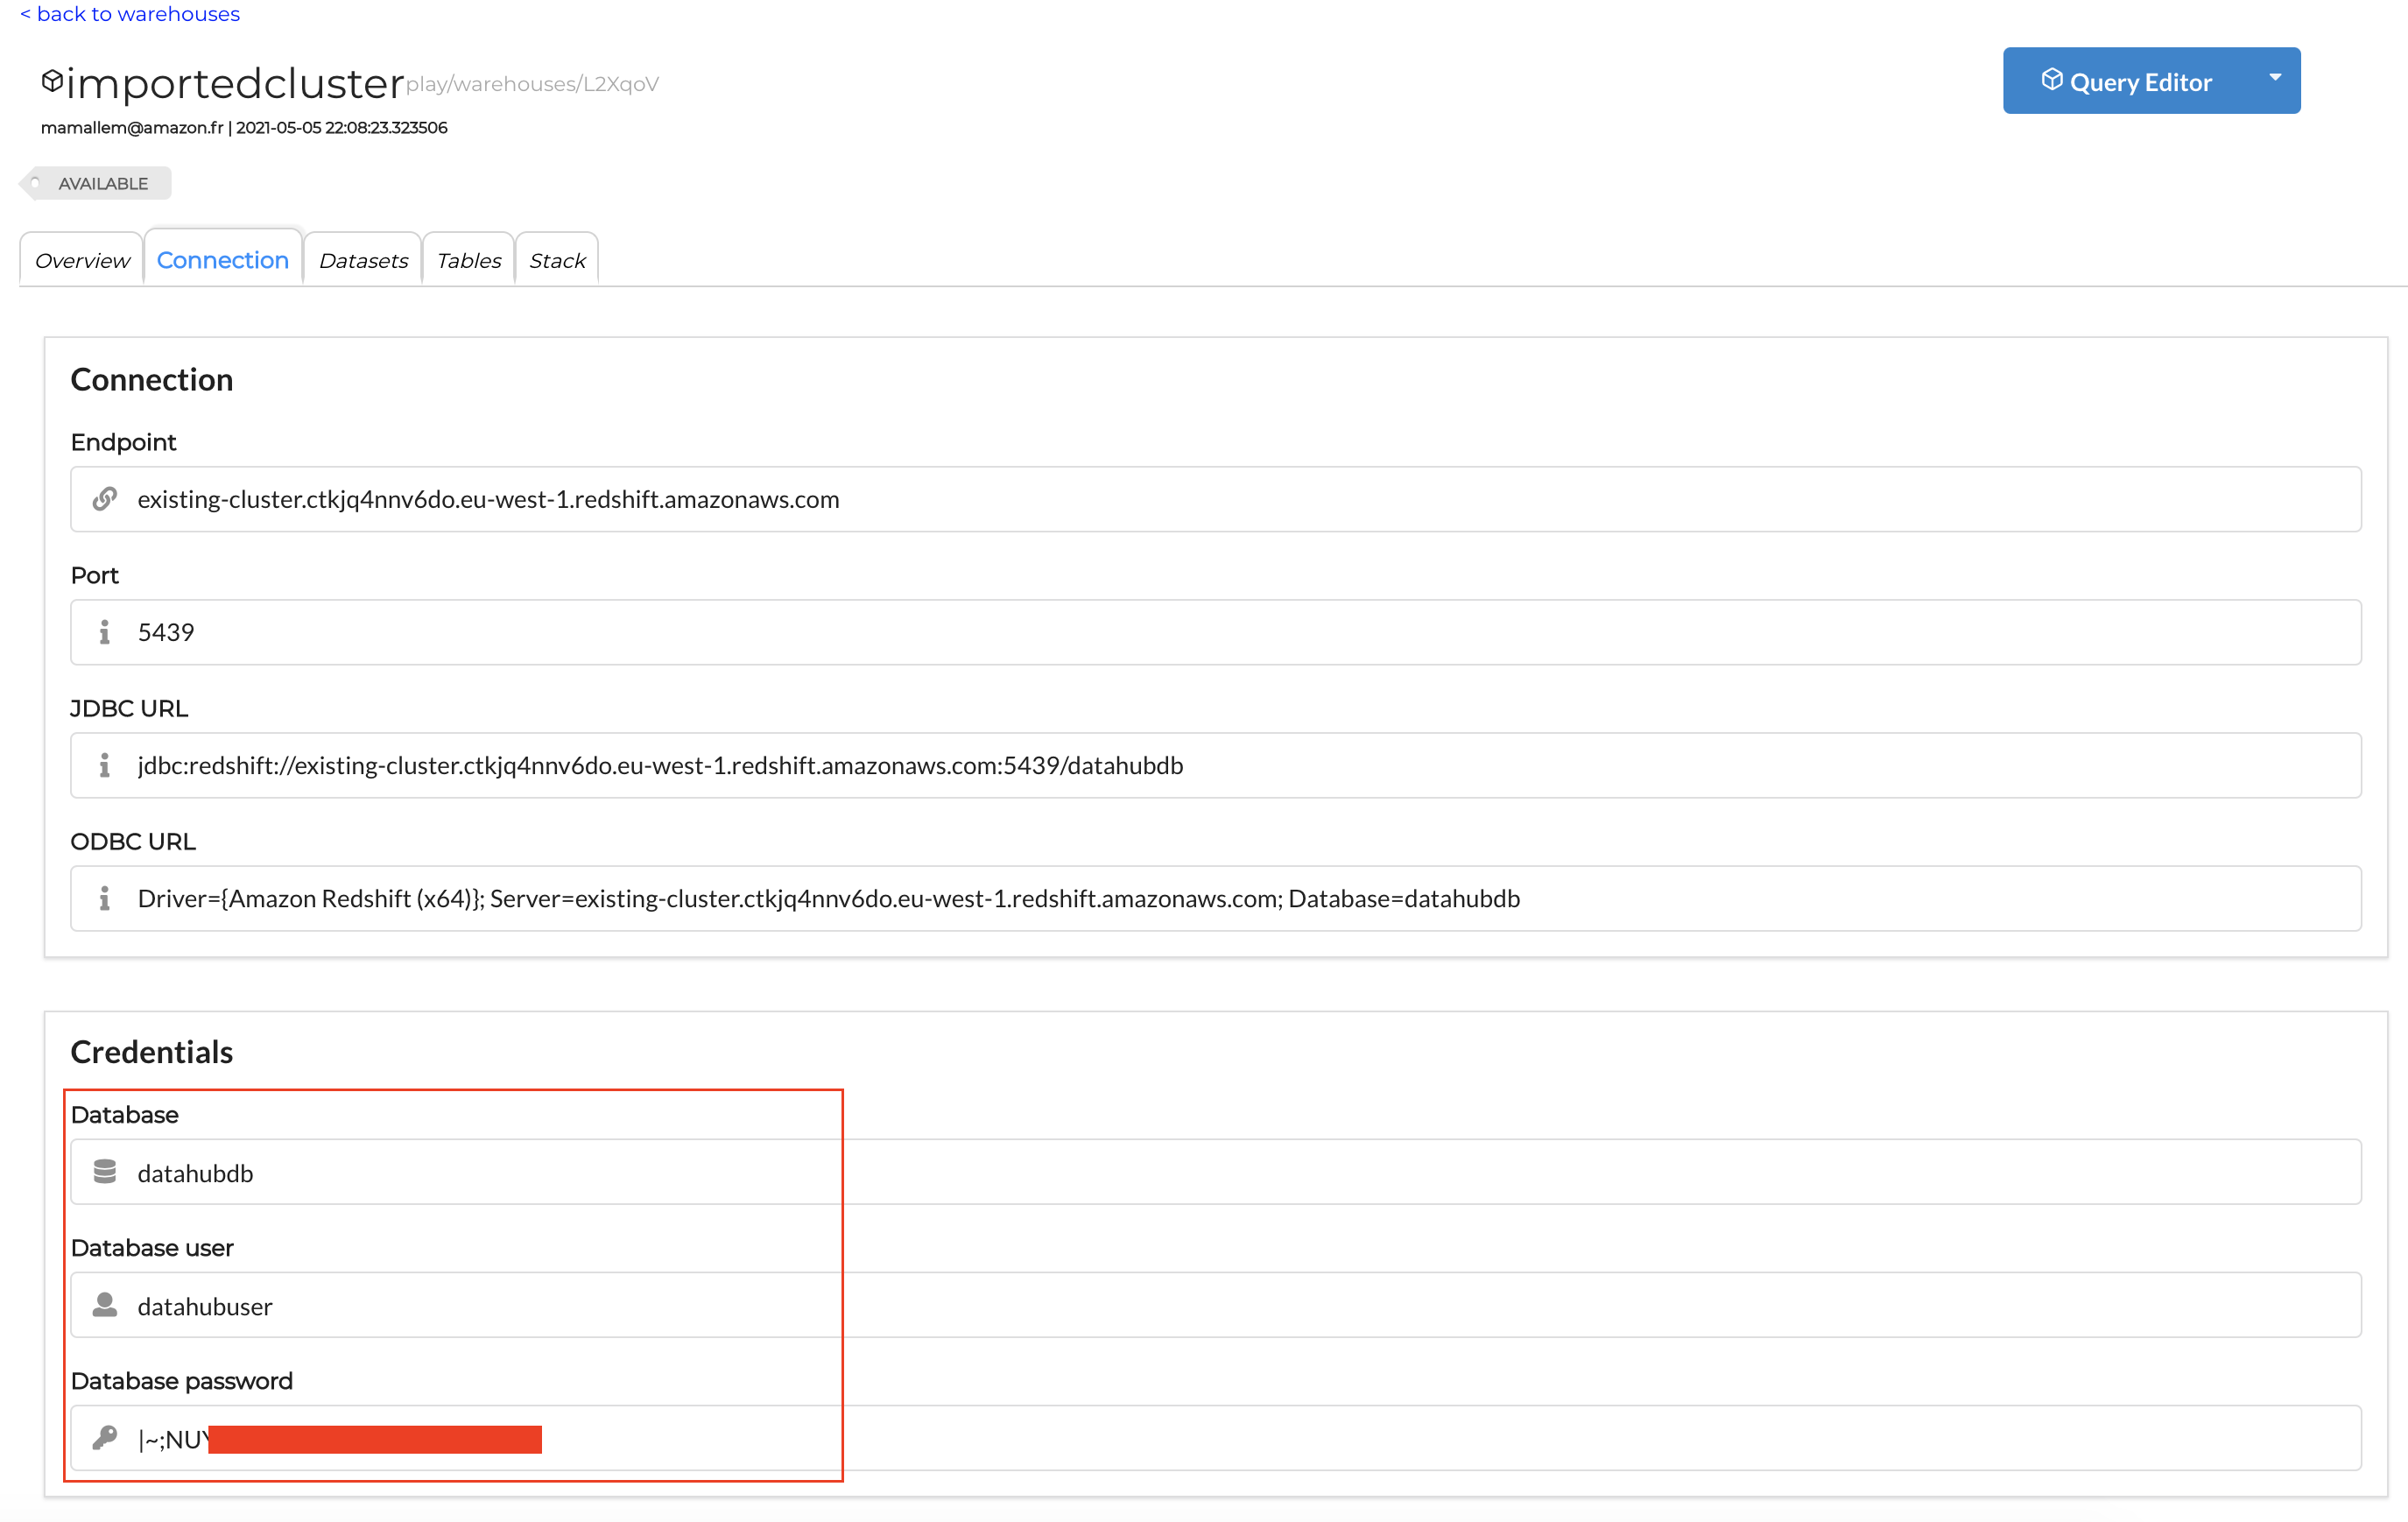 < back to warehouses
importedcluster play/warehouses/L2XqoV
Query Editor
mamallem@amazon.fr | 2021-05-05 22:08:23.323506
AVAILABLE
Overview Connection Datasets Tables Stack
Connection
Endpoint
existing-cluster.ctkjq4nnv6do.eu-west-1.redshift.amazonaws.com
Port
5439
JDBC URL
jdbc:redshift://existing-cluster.ctkjq4nnv6do.eu-west-1.redshift.amazonaws.com:5439/datahubdb
ODBC URL
Driver={Amazon Redshift (x64)}; Server=existing-cluster.ctkjq4nnv6do.eu-west-1.redshift.amazonaws.com; Database=datahubdb
Credentials
Database
datahubdb
Database user
datahubuser
Database password
|~;NUY